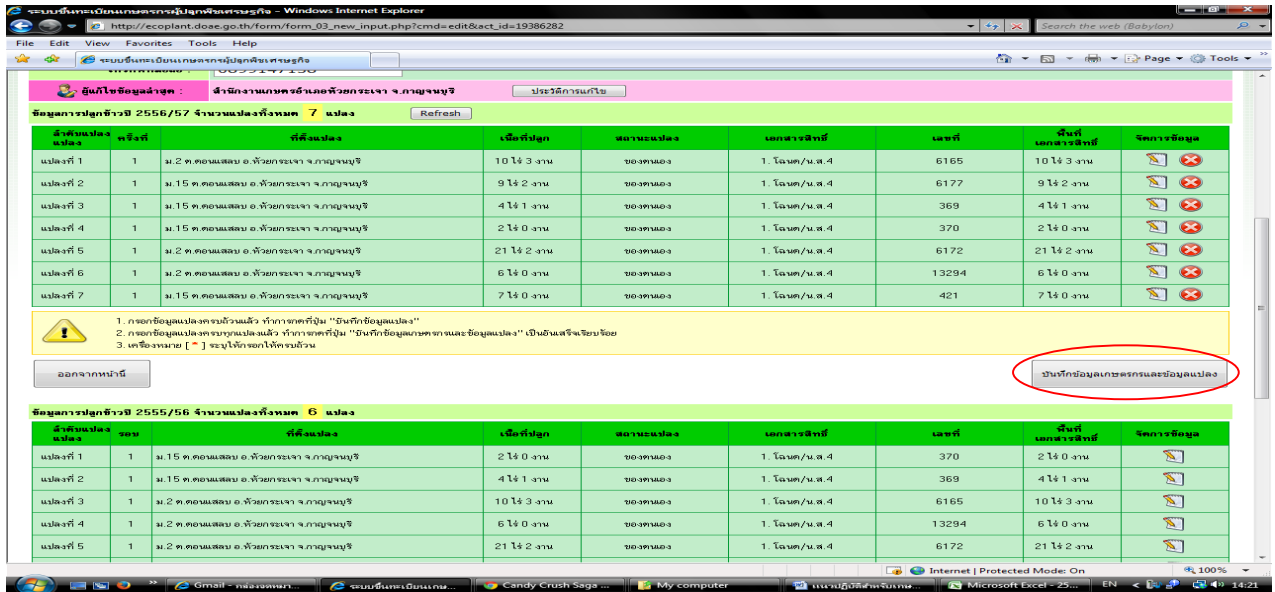 ระบบขึ้นทะเบียนเกษตรกรผู้ปลูกพืชเศรษฐกิจ - Windows Internet Explorer
http://ecoplant.doae.go.th/form/form_03_new_input.php?cmd=edit&act_id=19386282
Search the web (Babylon)
File Edit View Favorites Tools Help
ระบบขึ้นทะเบียนเกษตรกรผู้ปลูกพืชเศรษฐกิจ
Page Tools
ผู้แก้ไขข้อมูลล่าสุด : สำนักงานเกษตรอำเภอห้วยกระเจา จ.กาญจนบุรี ประวัติการแก้ไข
ข้อมูลการปลูกข้าวปี 2556/57 จำนวนแปลงทั้งหมด 7 แปลง Refresh
ลำดับแปลง แปลง ครั้งที่ ที่ตั้งแปลง เนื้อที่ปลูก สถานะแปลง เอกสารสิทธิ์ เลขที่ พื้นที่ เอกสารสิทธิ์ จัดการข้อมูล
แปลงที่ 1 1 ม.2 ต.ดอนแสลบ อ.ห้วยกระเจา จ.กาญจนบุรี 10 ไร่ 3 งาน ของตนเอง 1. โฉนด/น.ส.4 6165 10 ไร่ 3 งาน
แปลงที่ 2 1 ม.15 ต.ดอนแสลบ อ.ห้วยกระเจา จ.กาญจนบุรี 9 ไร่ 2 งาน ของตนเอง 1. โฉนด/น.ส.4 6177 9 ไร่ 2 งาน
แปลงที่ 3 1 ม.15 ต.ดอนแสลบ อ.ห้วยกระเจา จ.กาญจนบุรี 4 ไร่ 1 งาน ของตนเอง 1. โฉนด/น.ส.4 369 4 ไร่ 1 งาน
แปลงที่ 4 1 ม.15 ต.ดอนแสลบ อ.ห้วยกระเจา จ.กาญจนบุรี 2 ไร่ 0 งาน ของตนเอง 1. โฉนด/น.ส.4 370 2 ไร่ 0 งาน
แปลงที่ 5 1 ม.2 ต.ดอนแสลบ อ.ห้วยกระเจา จ.กาญจนบุรี 21 ไร่ 2 งาน ของตนเอง 1. โฉนด/น.ส.4 6172 21 ไร่ 2 งาน
แปลงที่ 6 1 ม.2 ต.ดอนแสลบ อ.ห้วยกระเจา จ.กาญจนบุรี 6 ไร่ 0 งาน ของตนเอง 1. โฉนด/น.ส.4 13294 6 ไร่ 0 งาน
แปลงที่ 7 1 ม.15 ต.ดอนแสลบ อ.ห้วยกระเจา จ.กาญจนบุรี 7 ไร่ 0 งาน ของตนเอง 1. โฉนด/น.ส.4 421 7 ไร่ 0 งาน
1. กรอกข้อมูลแปลงครบถ้วนแล้ว ทำการกดที่ปุ่ม "บันทึกข้อมูลแปลง"
2. กรอกข้อมูลแปลงครบทุกแปลงแล้ว ทำการกดที่ปุ่ม "บันทึกข้อมูลเกษตรกรและข้อมูลแปลง" เป็นอันเสร็จเรียบร้อย
3. เครื่องหมาย [ * ] ระบุให้กรอกให้ครบถ้วน
ออกจากหน้านี้ บันทึกข้อมูลเกษตรกรและข้อมูลแปลง
ข้อมูลการปลูกข้าวปี 2555/56 จำนวนแปลงทั้งหมด 6 แปลง
ลำดับแปลง แปลง รอบ ที่ตั้งแปลง เนื้อที่ปลูก สถานะแปลง เอกสารสิทธิ์ เลขที่ พื้นที่ เอกสารสิทธิ์ จัดการข้อมูล
แปลงที่ 1 1 ม.15 ต.ดอนแสลบ อ.ห้วยกระเจา จ.กาญจนบุรี 2 ไร่ 0 งาน ของตนเอง 1. โฉนด/น.ส.4 370 2 ไร่ 0 งาน
แปลงที่ 2 1 ม.15 ต.ดอนแสลบ อ.ห้วยกระเจา จ.กาญจนบุรี 4 ไร่ 1 งาน ของตนเอง 1. โฉนด/น.ส.4 369 4 ไร่ 1 งาน
แปลงที่ 3 1 ม.2 ต.ดอนแสลบ อ.ห้วยกระเจา จ.กาญจนบุรี 10 ไร่ 3 งาน ของตนเอง 1. โฉนด/น.ส.4 6165 10 ไร่ 3 งาน
แปลงที่ 4 1 ม.2 ต.ดอนแสลบ อ.ห้วยกระเจา จ.กาญจนบุรี 6 ไร่ 0 งาน ของตนเอง 1. โฉนด/น.ส.4 13294 6 ไร่ 0 งาน
แปลงที่ 5 1 ม.2 ต.ดอนแสลบ อ.ห้วยกระเจา จ.กาญจนบุรี 21 ไร่ 2 งาน ของตนเอง 1. โฉนด/น.ส.4 6172 21 ไร่ 2 งาน
Internet | Protected Mode: On 100%
Gmail - กล่องจดหมา... ระบบขึ้นทะเบียนเกษ... Candy Crush Saga ... My computer แนวปฏิบัติสำหรับเกษ... Microsoft Excel - 25... EN 14:21